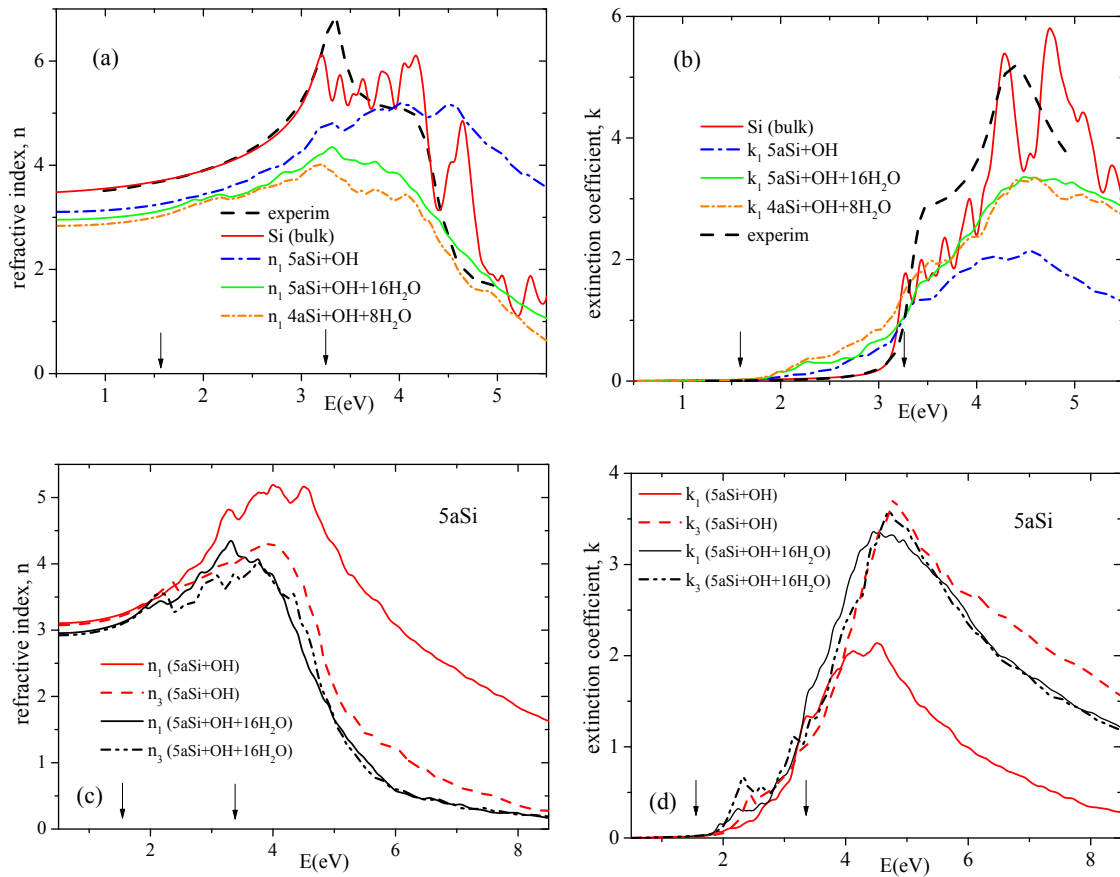 (a)
refractive index, n
6
4
2
0
experim
Si (bulk)
n₁ 5aSi+OH
n₁ 5aSi+OH+16H₂O
n₁ 4aSi+OH+8H₂O
1 2 3 4 5
E(eV)
(b)
extinction coefficient, k
6
5
4
3
2
1
0
Si (bulk)
k₁ 5aSi+OH
k₁ 5aSi+OH+16H₂O
k₁ 4aSi+OH+8H₂O
experim
1 2 3 4 5
E(eV)
(c)
5aSi
refractive index, n
5
4
3
2
1
0
n₁ (5aSi+OH)
n₃ (5aSi+OH)
n₁ (5aSi+OH+16H₂O)
n₃ (5aSi+OH+16H₂O)
2 4 6 8
E(eV)
(d)
5aSi
extinction coefficient, k
4
3
2
1
0
k₁ (5aSi+OH)
k₃ (5aSi+OH)
k₁ (5aSi+OH+16H₂O)
k₃ (5aSi+OH+16H₂O)
2 4 6 8
E(eV)